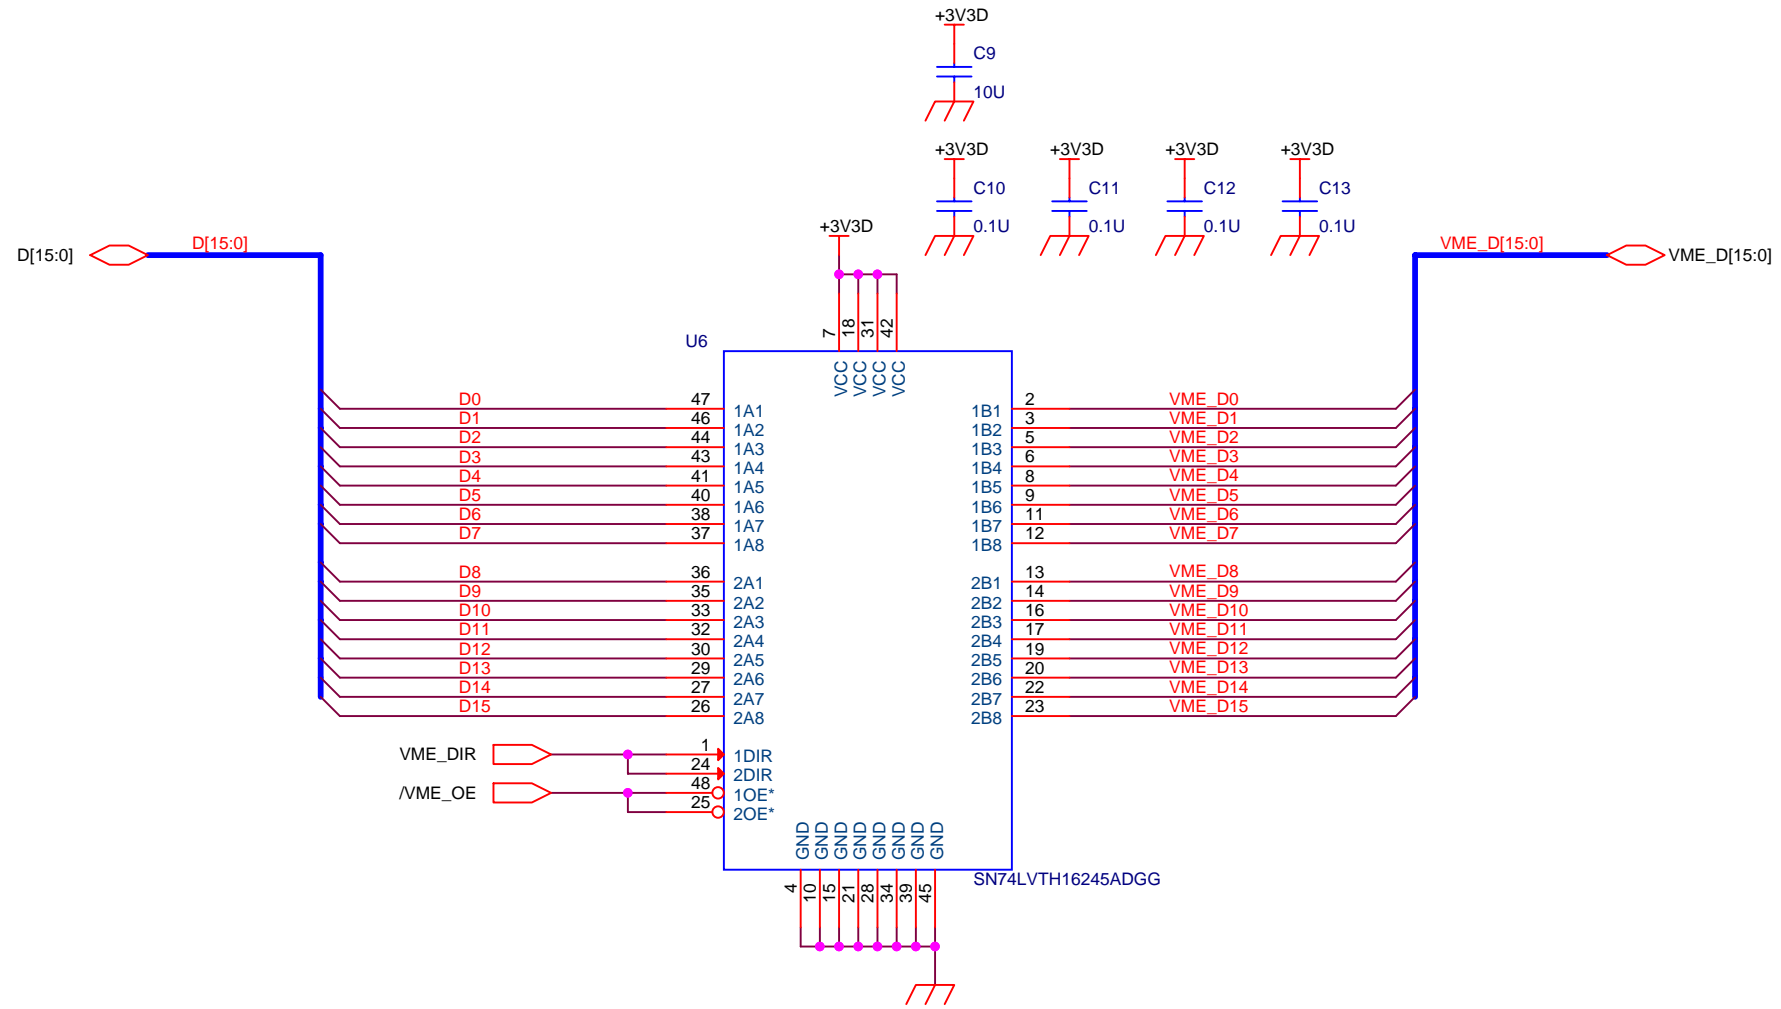 +3V3D
C9
10U
+3V3D +3V3D +3V3D +3V3D
C10 C11 C12 C13
0.1U 0.1U 0.1U 0.1U
+3V3D
D[15:0] D[15:0] VME_D[15:0] VME_D[15:0]
7 18 31 42
U6
VCC VCC VCC VCC
D0 47 1A1 1B1 2 VME_D0
D1 46 1A2 1B2 3 VME_D1
D2 44 1A3 1B3 5 VME_D2
D3 43 1A4 1B4 6 VME_D3
D4 41 1A5 1B5 8 VME_D4
D5 40 1A6 1B6 9 VME_D5
D6 38 1A7 1B7 11 VME_D6
D7 37 1A8 1B8 12 VME_D7
D8 36 2A1 2B1 13 VME_D8
D9 35 2A2 2B2 14 VME_D9
D10 33 2A3 2B3 16 VME_D10
D11 32 2A4 2B4 17 VME_D11
D12 30 2A5 2B5 19 VME_D12
D13 29 2A6 2B6 20 VME_D13
D14 27 2A7 2B7 22 VME_D14
D15 26 2A8 2B8 23 VME_D15
VME_DIR 1 1DIR
24 2DIR
/VME_OE 48 1OE*
25 2OE*
GND GND GND GND GND GND GND GND
SN74LVTH16245ADGG
4 10 15 21 28 34 39 45